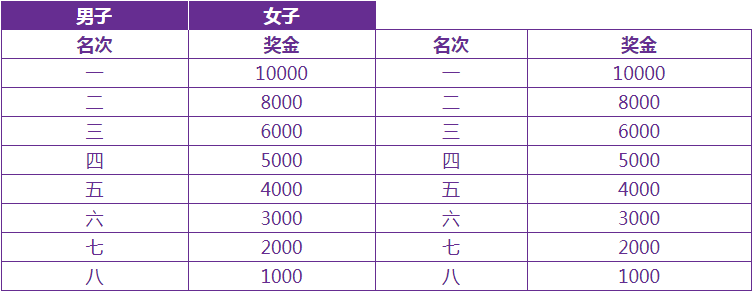 男子 女子
名次 奖金 名次 奖金
一 10000 一 10000
二 8000 二 8000
三 6000 三 6000
四 5000 四 5000
五 4000 五 4000
六 3000 六 3000
七 2000 七 2000
八 1000 八 1000